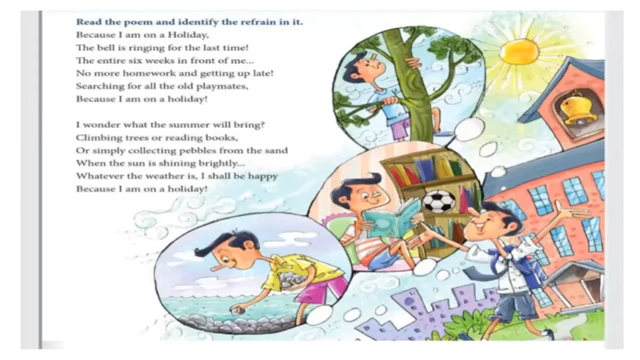 Read the poem and identify the refrain in it.
Because I am on a Holiday,
The bell is ringing for the last time!
The entire six weeks in front of me...
No more homework and getting up late!
Searching for all the old playmates,
Because I am on a holiday!
I wonder what the summer will bring?
Climbing trees or reading books,
Or simply collecting pebbles from the sand
When the sun is shining brightly...
Whatever the weather is, I shall be happy
Because I am on a holiday!